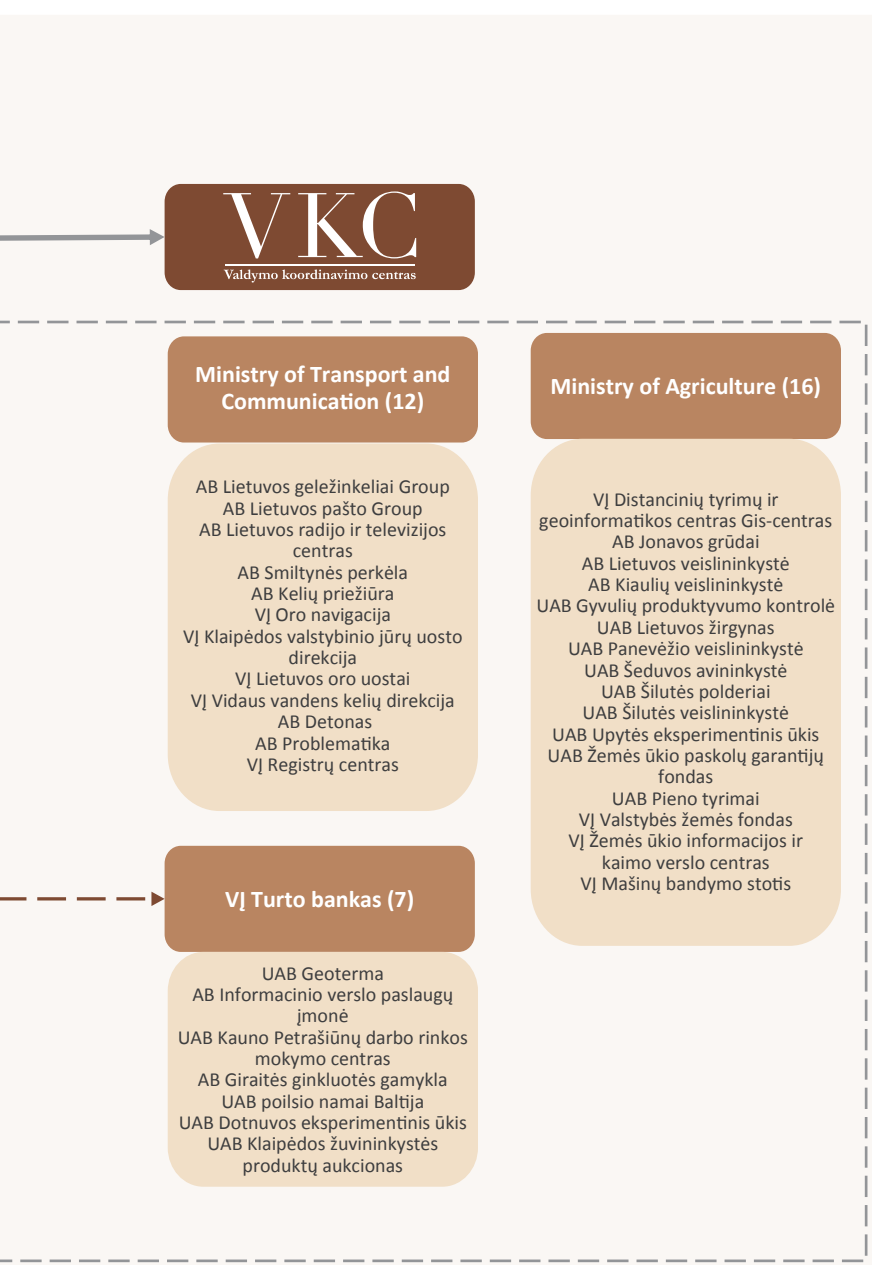 VKC
Valdymo koordinavimo centras
Ministry of Transport and
Communication (12)
AB Lietuvos geležinkeliai Group
AB Lietuvos pašto Group
AB Lietuvos radijo ir televizijos
centras
AB Smiltynės perkėla
AB Kelių priežiūra
VĮ Oro navigacija
VĮ Klaipėdos valstybinio jūrų uosto
direkcija
VĮ Lietuvos oro uostai
VĮ Vidaus vandens kelių direkcija
AB Detonas
AB Problematika
VĮ Registrų centras
Ministry of Agriculture (16)
VĮ Distancinių tyrimų ir
geoinformatikos centras Gis-centras
AB Jonavos grūdai
AB Lietuvos veislininkystė
AB Kiaulių veislininkystė
UAB Gyvulių produktyvumo kontrolė
UAB Lietuvos žirgynas
UAB Panevėžio veislininkystė
UAB Šeduvos avininkystė
UAB Šilutės polderiai
UAB Šilutės veislininkystė
UAB Upytės eksperimentinis ūkis
UAB Žemės ūkio paskolų garantijų
fondas
UAB Pieno tyrimai
VĮ Valstybės žemės fondas
VĮ Žemės ūkio informacijos ir
kaimo verslo centras
VĮ Mašinų bandymo stotis
VĮ Turto bankas (7)
UAB Geoterma
AB Informacinio verslo paslaugų
įmonė
UAB Kauno Petrašiūnų darbo rinkos
mokymo centras
AB Giraitės ginkluotės gamykla
UAB poilsio namai Baltija
UAB Dotnuvos eksperimentinis ūkis
UAB Klaipėdos žuvininkystės
produktų aukcionas